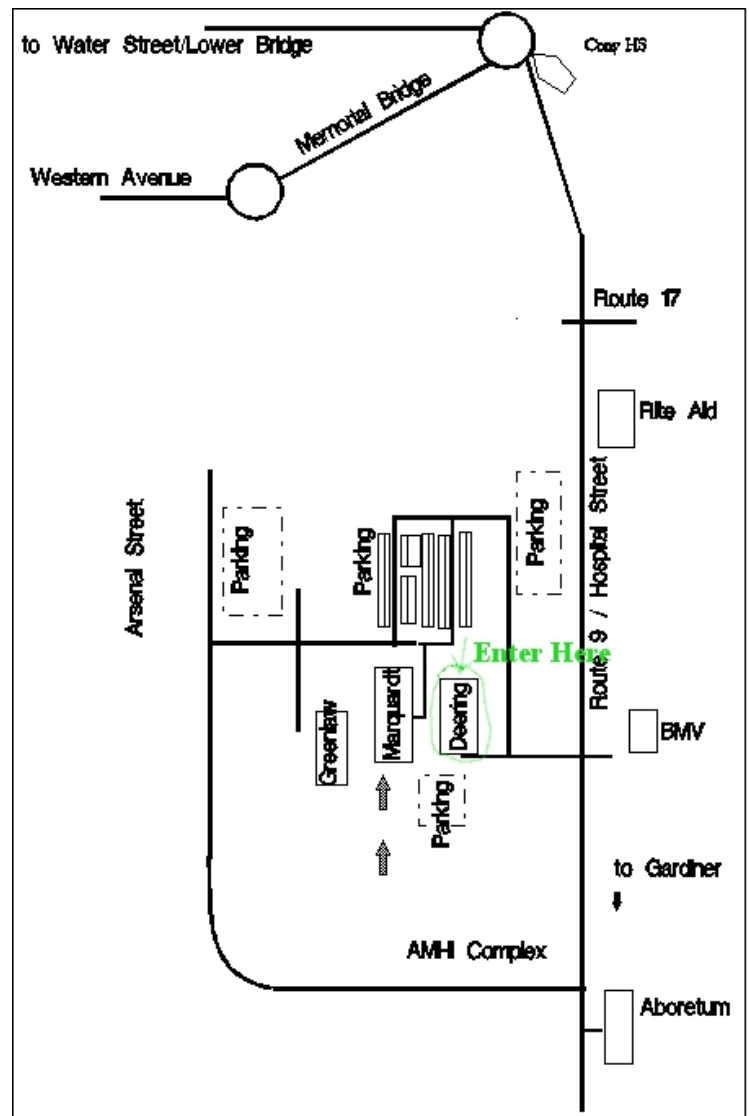 to Water Street/Lower Bridge
Cony HS
Memorial Bridge
Western Avenue
Route 17
Rite Aid
Route 9 / Hospital Street
Parking
Parking
Parking
Arsenal Street
Enter Here
Marquardt
Deering
Greenlaw
BMV
Parking
to Gardiner
AMHI Complex
Aboretum